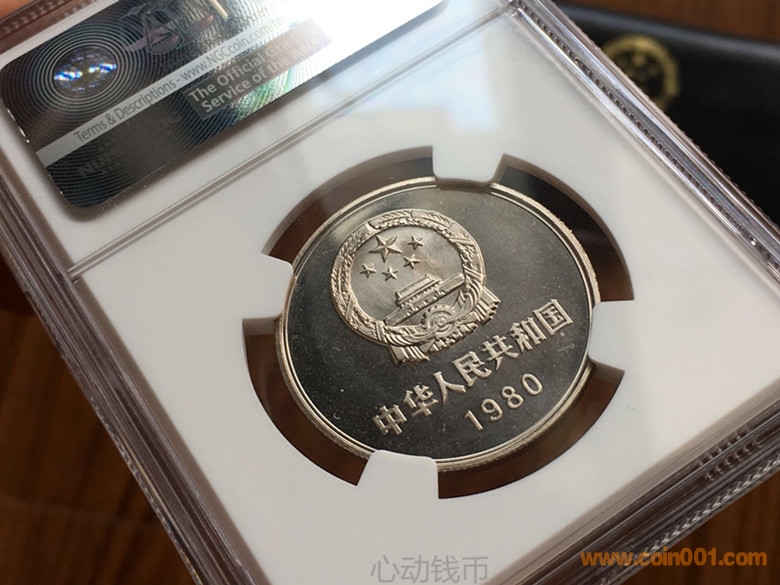 Terms & Descriptions - www.NGCcoin.com
The Official Gra
Service of the
中华人民共和国
1980
心动钱币
www.coin001.com